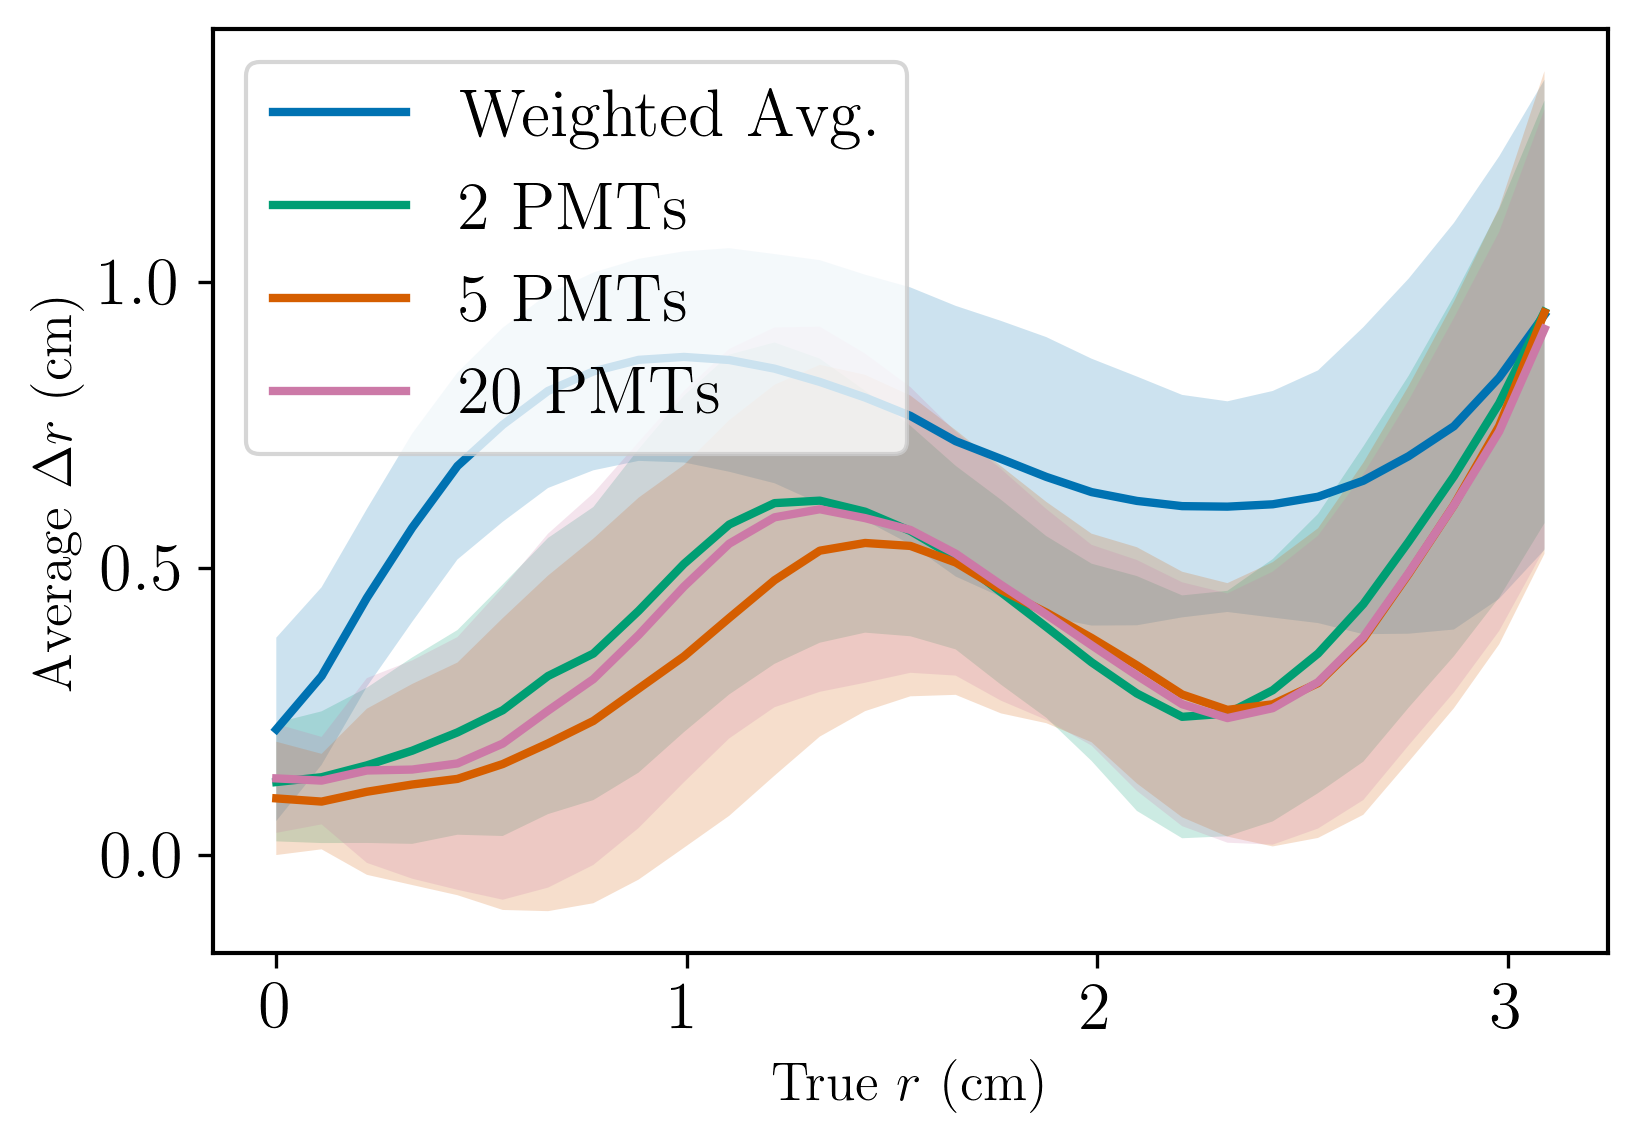 Weighted Avg.
2 PMTs
5 PMTs
20 PMTs
1.0
0.5
0.0
Average Δr (cm)
0 1 2 3
True r (cm)